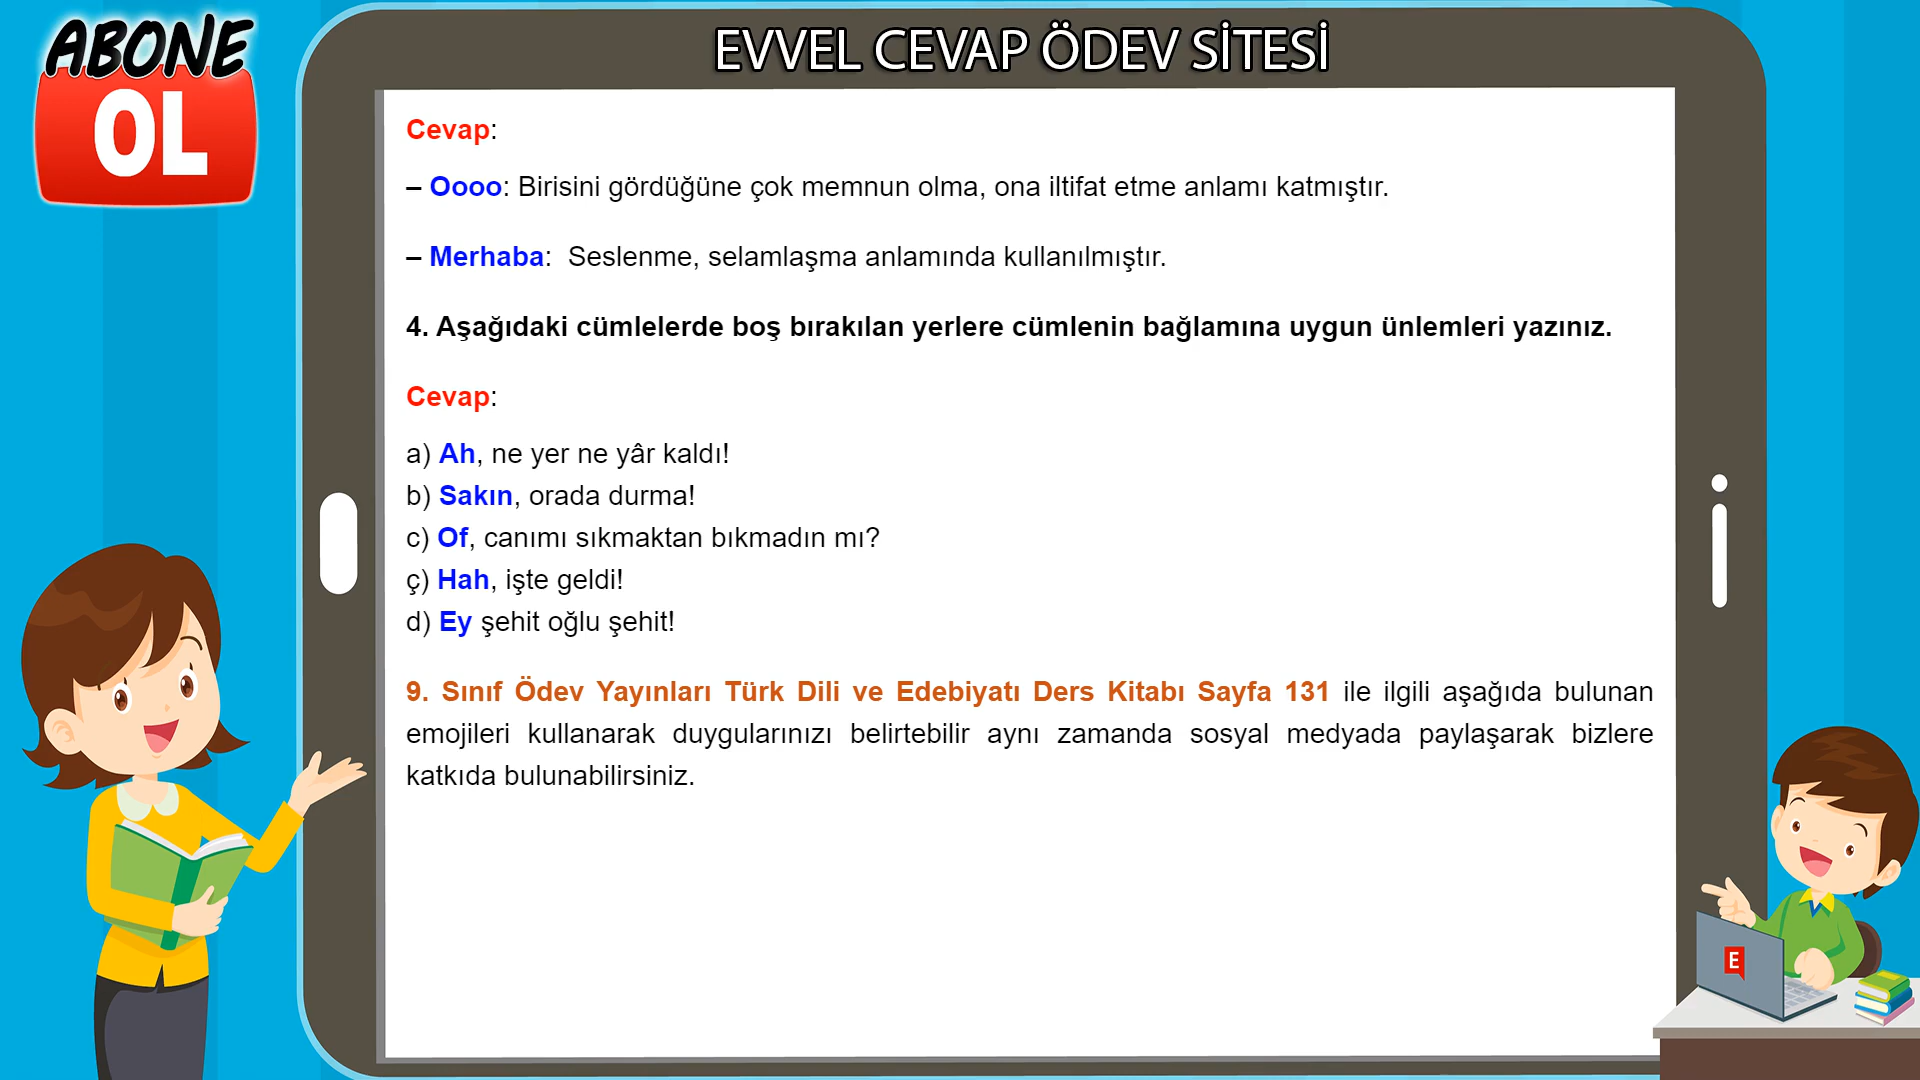 ABONE
OL
EVVEL CEVAP ÖDEV SİTESİ
Cevap:
– Oooo: Birisini gördüğüne çok memnun olma, ona iltifat etme anlamı katmıştır.
– Merhaba:  Seslenme, selamlaşma anlamında kullanılmıştır.
4. Aşağıdaki cümlelerde boş bırakılan yerlere cümlenin bağlamına uygun ünlemleri yazınız.
Cevap:
a) Ah, ne yer ne yâr kaldı!
b) Sakın, orada durma!
c) Of, canımı sıkmaktan bıkmadın mı?
ç) Hah, işte geldi!
d) Ey şehit oğlu şehit!
9. Sınıf Ödev Yayınları Türk Dili ve Edebiyatı Ders Kitabı Sayfa 131 ile ilgili aşağıda bulunan
emojileri kullanarak duygularınızı belirtebilir aynı zamanda sosyal medyada paylaşarak bizlere
katkıda bulunabilirsiniz.
E